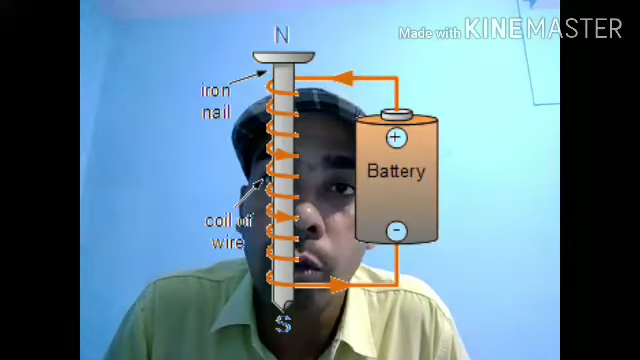 N
Made with KINEMASTER
iron
nail
+
Battery
coil of
wire
-
S